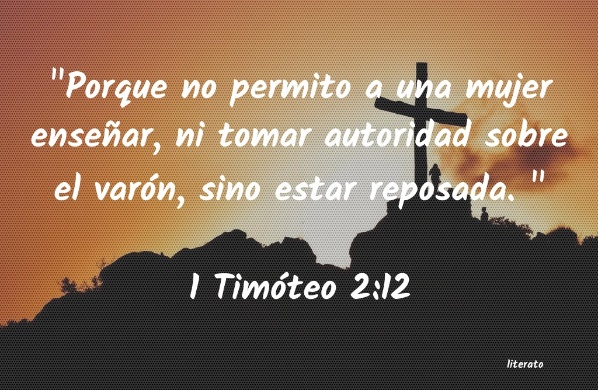 "Porque no permito a una mujer
enseñar, ni tomar autoridad sobre
el varón, sino estar reposada. "
1 Timóteo 2:12
literato